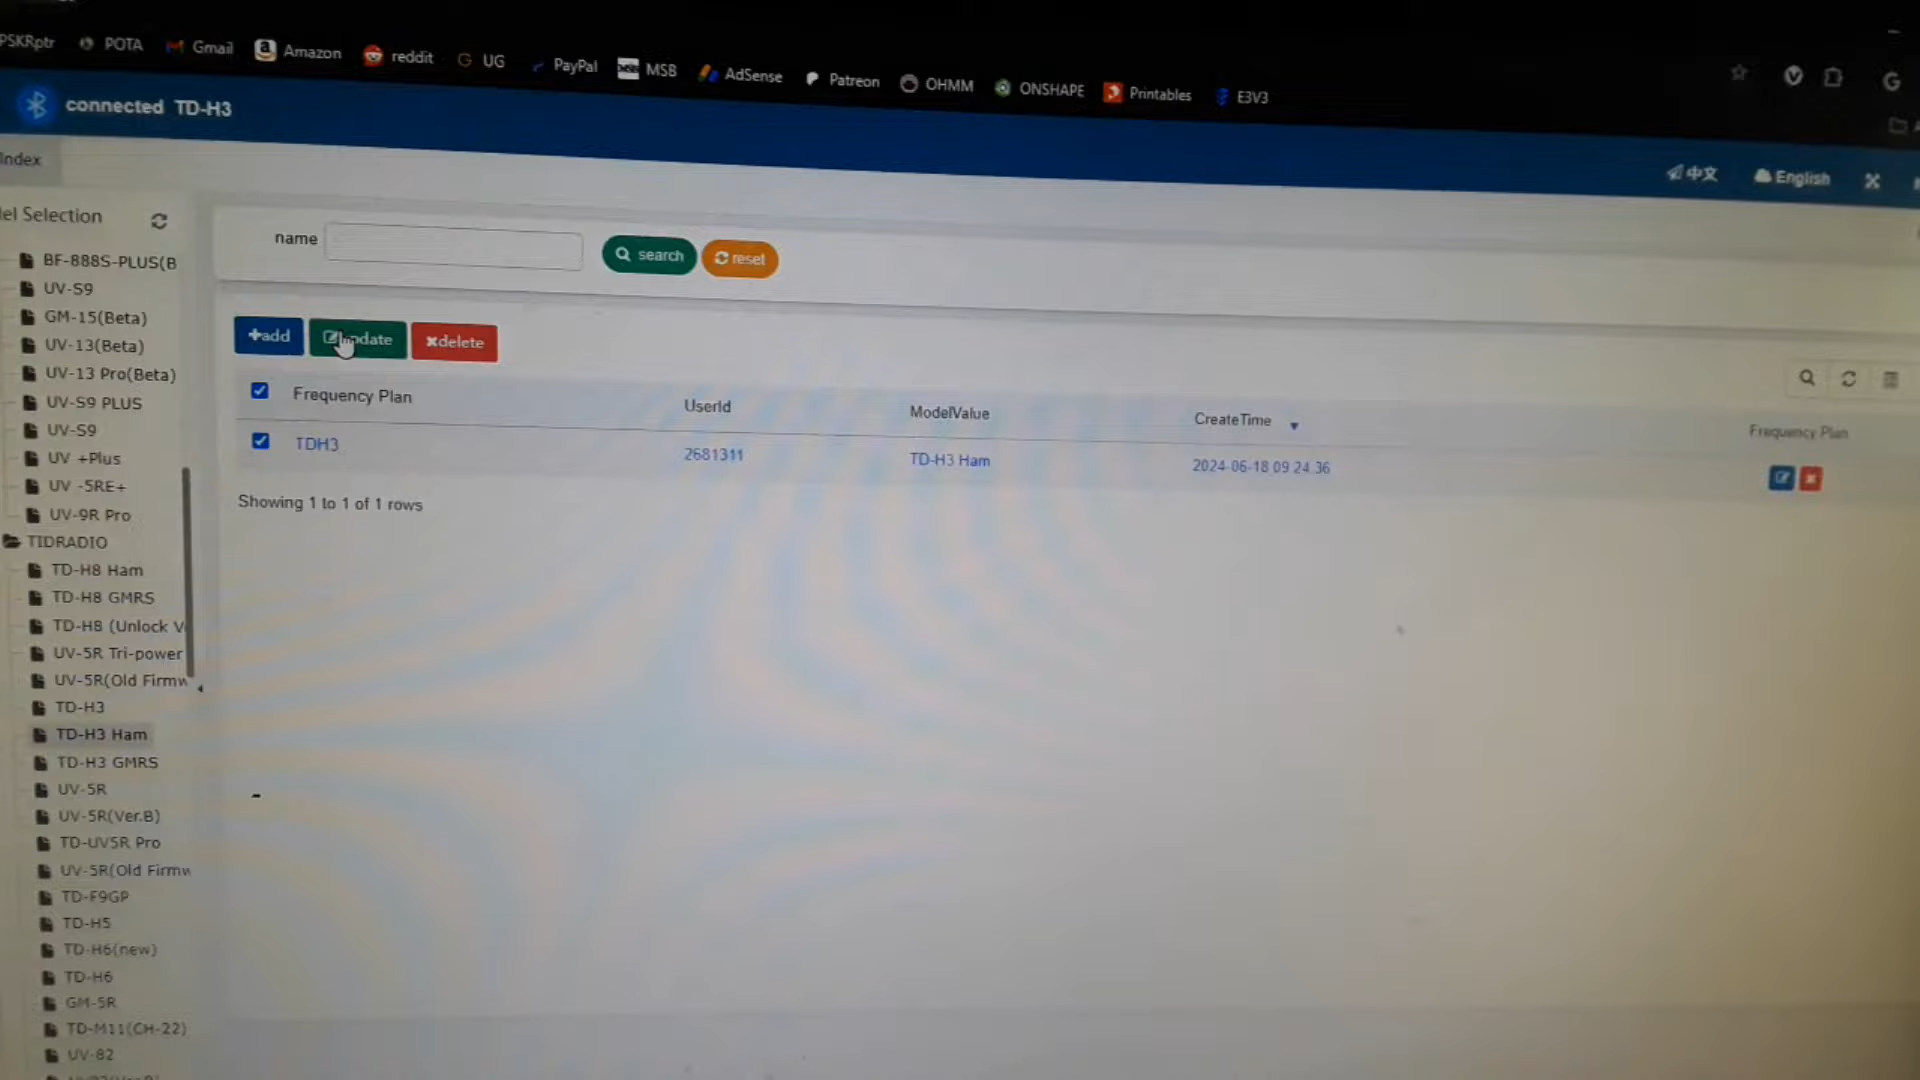 PSKRptr POTA Gmail Amazon reddit UG PayPal MSB AdSense Patreon OHMM ONSHAPE Printables E3V3
connected TD-H3
Index
中文 English
el Selection
name search reset
add update delete
Frequency Plan UserId ModelValue CreateTime Frequency Plan
TDH3 2681311 TD-H3 Ham 2024-06-18 09 24 36
Showing 1 to 1 of 1 rows
BF-888S-PLUS(B
UV-S9
GM-15(Beta)
UV-13(Beta)
UV-13 Pro(Beta)
UV-S9 PLUS
UV-S9
UV +Plus
UV -5RE+
UV-9R Pro
TIDRADIO
TD-H8 Ham
TD-H8 GMRS
TD-H8 (Unlock V
UV-5R Tri-power
UV-5R(Old Firmw
TD-H3
TD-H3 Ham
TD-H3 GMRS
UV-5R
UV-5R(Ver.B)
TD-UV5R Pro
UV-5R(Old Firmw
TD-F9GP
TD-H5
TD-H6(new)
TD-H6
GM-5R
TD-M11(CH-22)
UV-82